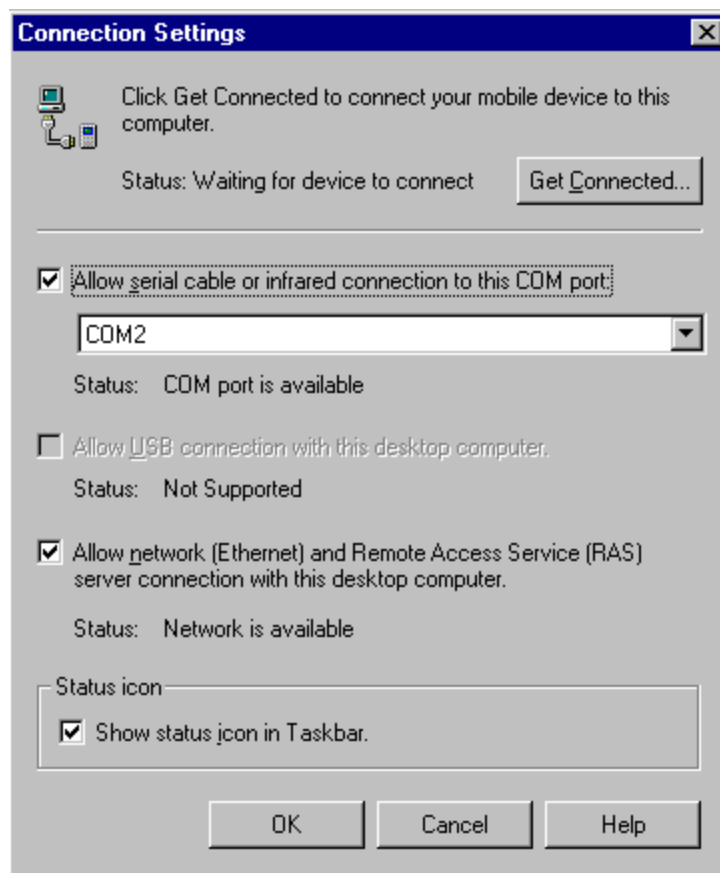 Connection Settings
Click Get Connected to connect your mobile device to this
computer.
Status: Waiting for device to connect
Get Connected...
Allow serial cable or infrared connection to this COM port:
COM2
Status: COM port is available
Allow USB connection with this desktop computer.
Status: Not Supported
Allow network (Ethernet) and Remote Access Service (RAS)
server connection with this desktop computer.
Status: Network is available
Status icon
Show status icon in Taskbar.
OK Cancel Help